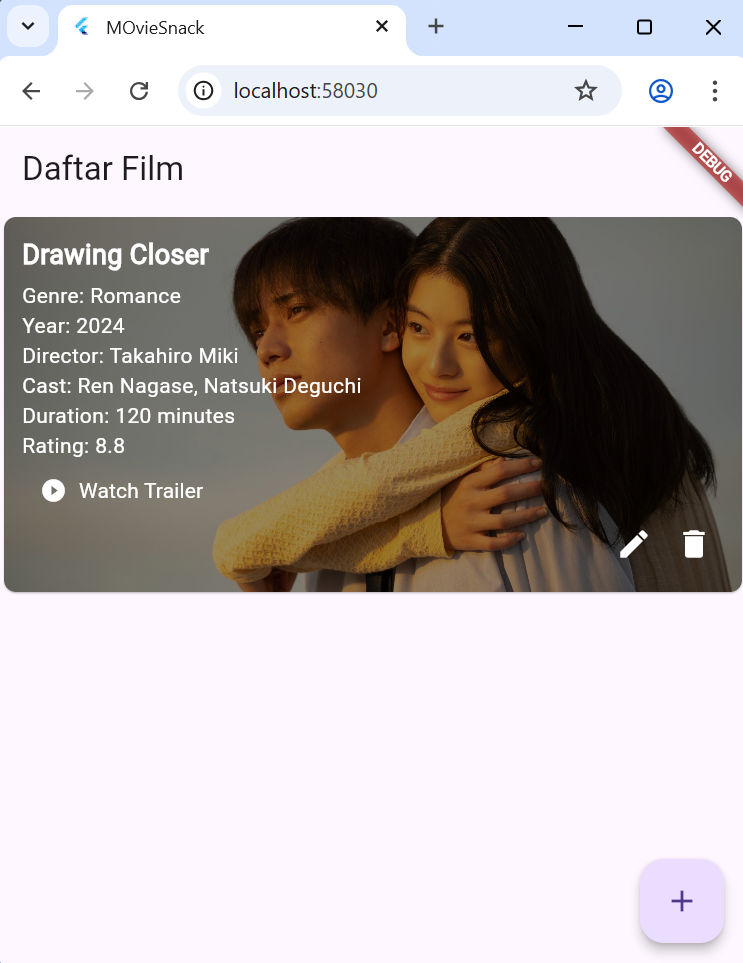 MOvieSnack
localhost:58030
Daftar Film
DEBUG
Drawing Closer
Genre: Romance
Year: 2024
Director: Takahiro Miki
Cast: Ren Nagase, Natsuki Deguchi
Duration: 120 minutes
Rating: 8.8
Watch Trailer